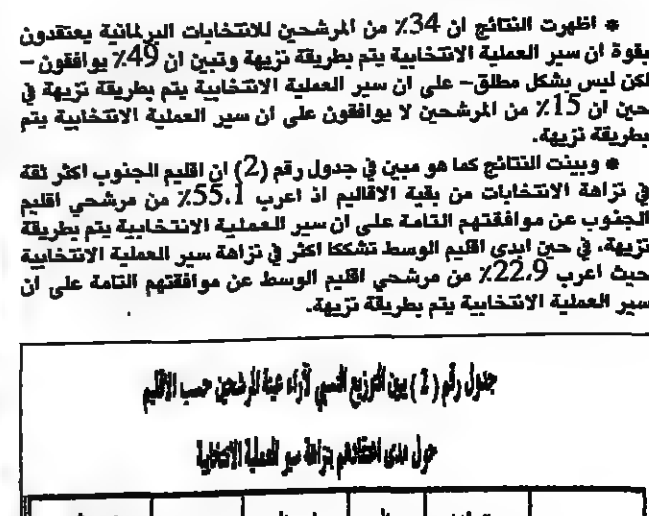 * اظهرت النتائج ان 34٪ من المرشحين للانتخابات البرلمانية يعتقدون
بقوة ان سير العملية الانتخابية يتم بطريقة نزيهة وتبين ان 49٪ يوافقون –
لكن ليس بشكل مطلق– على ان سير العملية الانتخابية يتم بطريقة نزيهة في
حين ان 15٪ من المرشحين لا يوافقون على ان سير العملية الانتخابية يتم
بطريقة نزيهة.
* وبينت النتائج كما هو مبين في جدول رقم (2) ان اقليم الجنوب اكثر ثقة
في نزاهة الانتخابات من بقية الاقاليم اذ اعرب 55.1٪ من مرشحي اقليم
الجنوب عن موافقتهم التامة على ان سير العملية الانتخابية يتم بطريقة
نزيهة، في حين ابدى اقليم الوسط تشككا اكثر في نزاهة سير العملية الانتخابية
حيث اعرب 22.9٪ من مرشحي اقليم الوسط عن موافقتهم التامة على ان
سير العملية الانتخابية يتم بطريقة نزيهة.
جدول رقم ( 2 ) يبين التوزيع النسبي لآراء عينة المرشحين حسب الاقليم
حول مدى اعتقادهم بنزاهة سير العملية الانتخابية